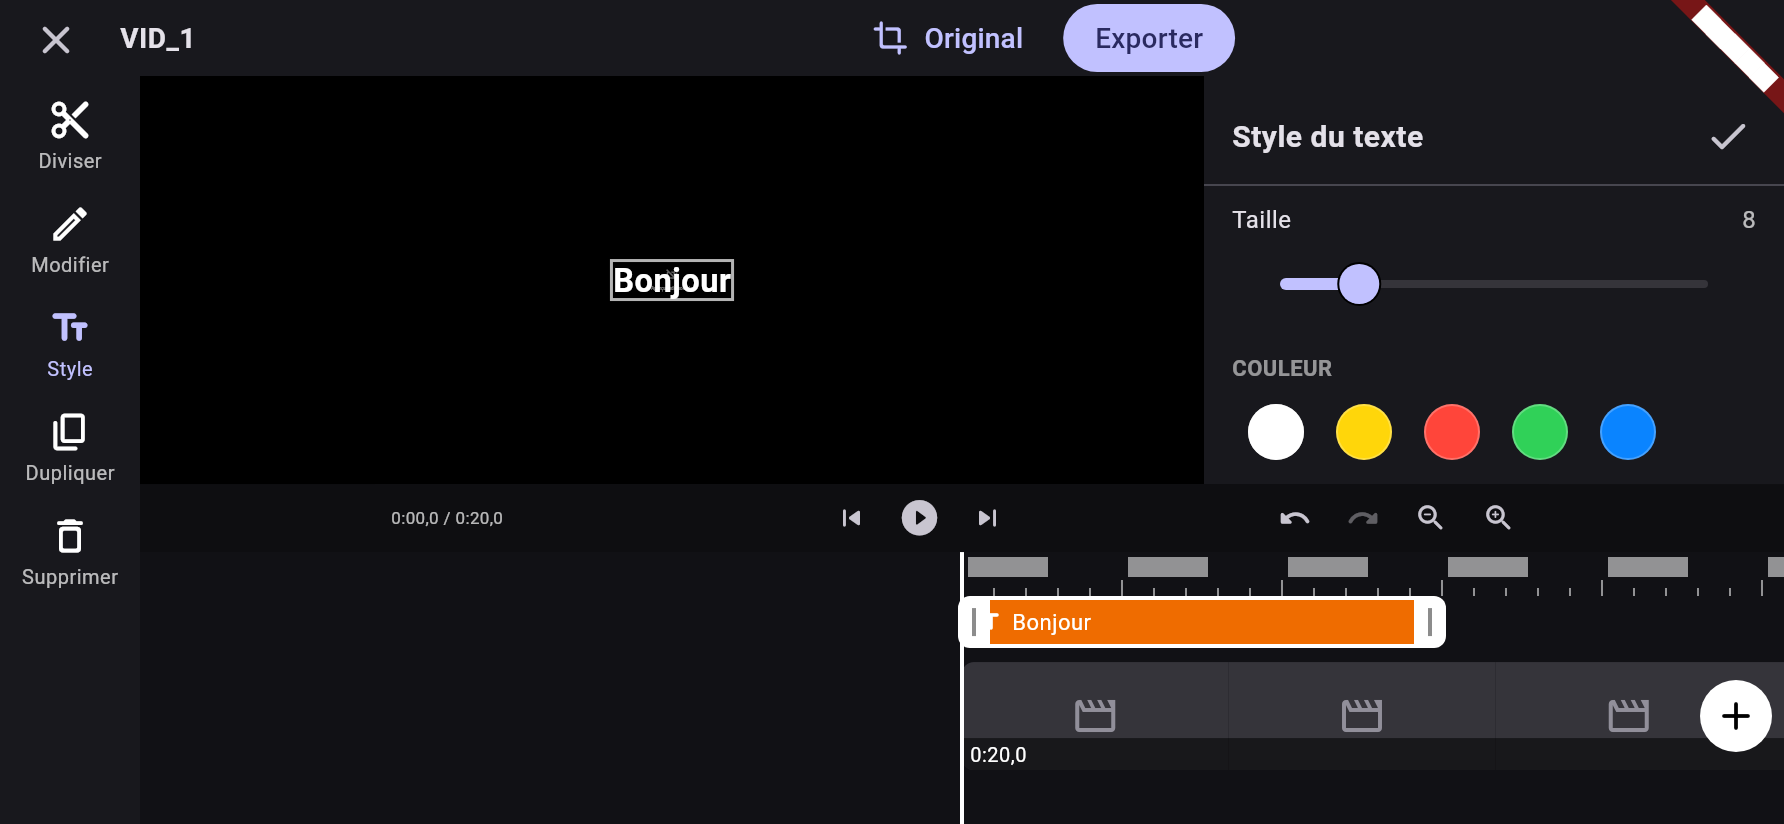 VID_1
Original
Exporter
Diviser
Modifier
Style
Dupliquer
Supprimer
Bonjour
Style du texte
Taille
8
COULEUR
0:00,0 / 0:20,0
Bonjour
0:20,0